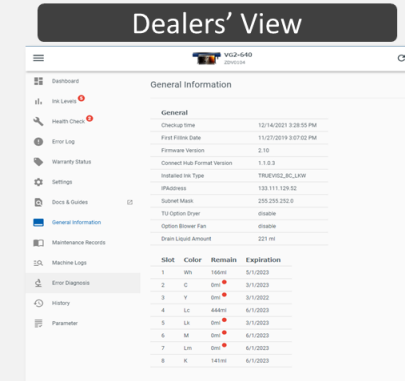 Dealers' View
VG2-640
General Information
Dashboard
Ink Levels
Health Check
Error Log
Warranty Status
Settings
Docs & Guides
General Information
Maintenance Records
Machine Logs
Error Diagnosis
History
Parameter
General
Checkup time 12/14/2021 3:28:55 PM
First Fillink Date 11/27/2019 3:07:02 PM
Firmware Version 2.10
Connect Hub Format Version 1.1.0.3
Installed Ink Type TRUEVIS2_8C_LKW
IPAddress 133.111.129.52
Subnet Mask 255.255.252.0
TU Option Dryer disable
Option Blower Fan disable
Drain Liquid Amount 221 ml
Slot Color Remain Expiration
1 Wh 166ml 5/1/2023
2 C 0ml 3/1/2023
3 Y 0ml 3/1/2022
4 Lc 444ml 6/1/2023
5 Lk 0ml 3/1/2023
6 M 0ml 6/1/2023
7 Lm 0ml 6/1/2023
8 K 141ml 6/1/2023